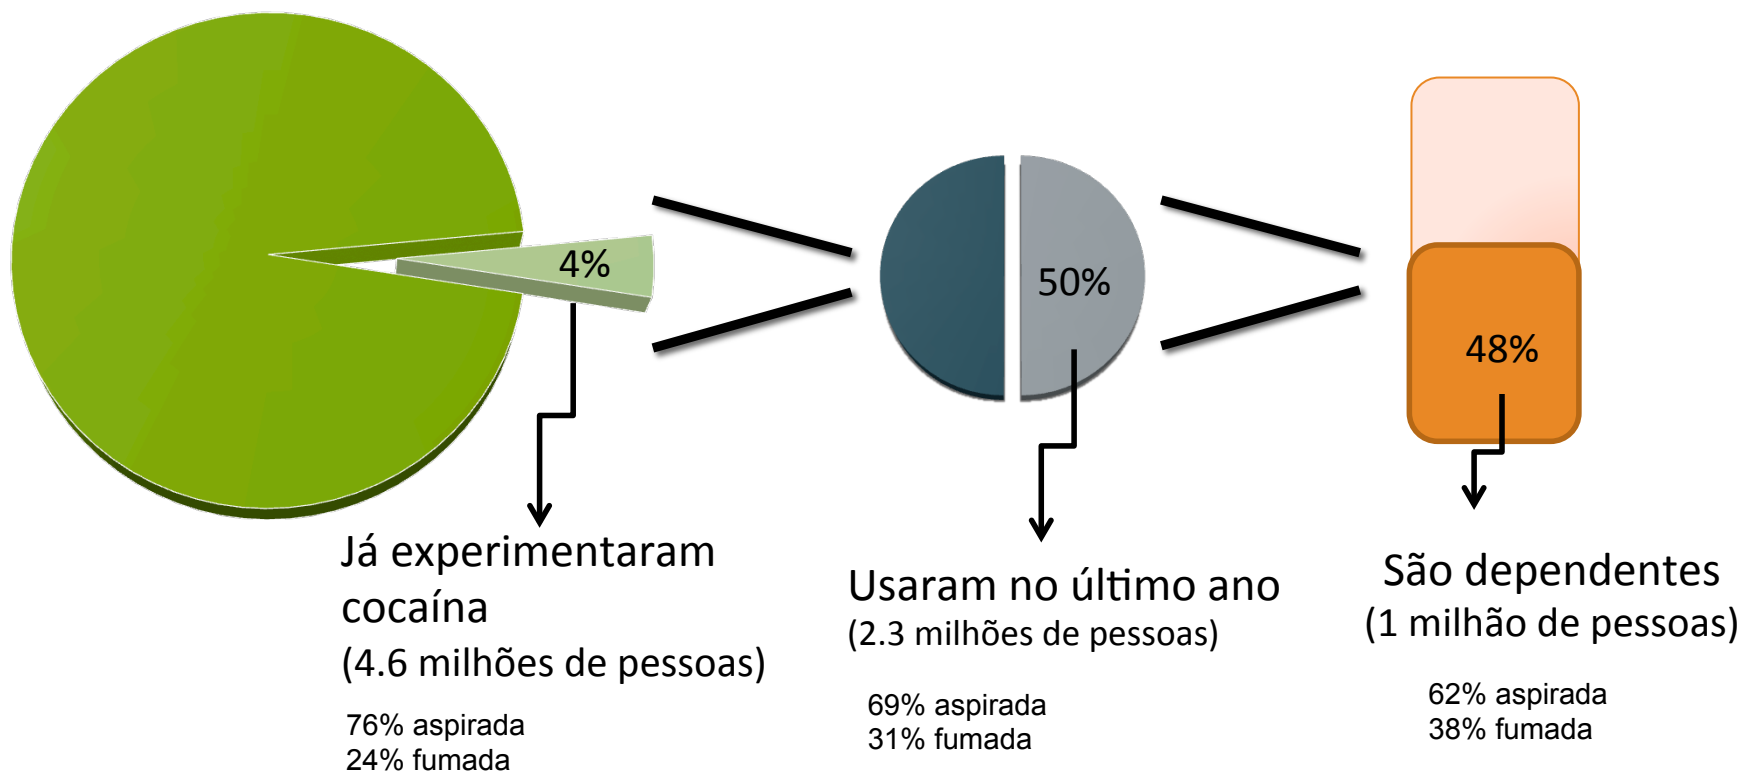 4%
50%
48%
Já experimentaram
cocaína
(4.6 milhões de pessoas)
76% aspirada
24% fumada
Usaram no último ano
(2.3 milhões de pessoas)
69% aspirada
31% fumada
São dependentes
(1 milhão de pessoas)
62% aspirada
38% fumada